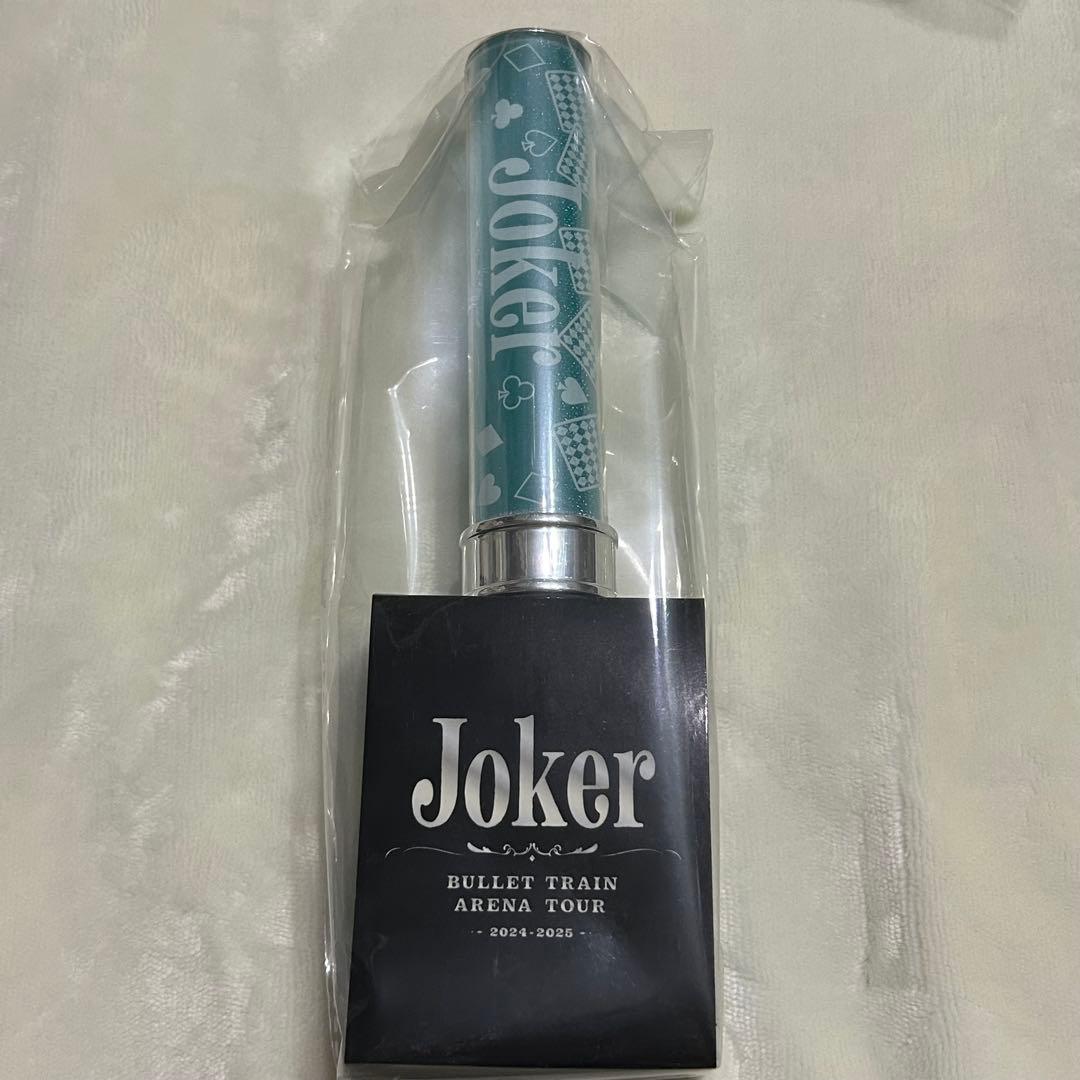 Joker
Joker
BULLET TRAIN
ARENA TOUR
- 2024-2025 -